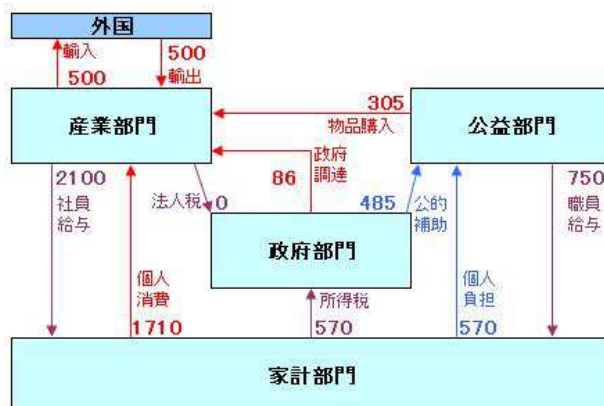 外国
輸入
500
500
輸出
産業部門
305
物品購入
公益部門
2100
社員
給与
法人税
0
86
政府
調達
485
公的
補助
750
職員
給与
政府部門
個人
消費
1710
所得税
570
個人
負担
570
家計部門